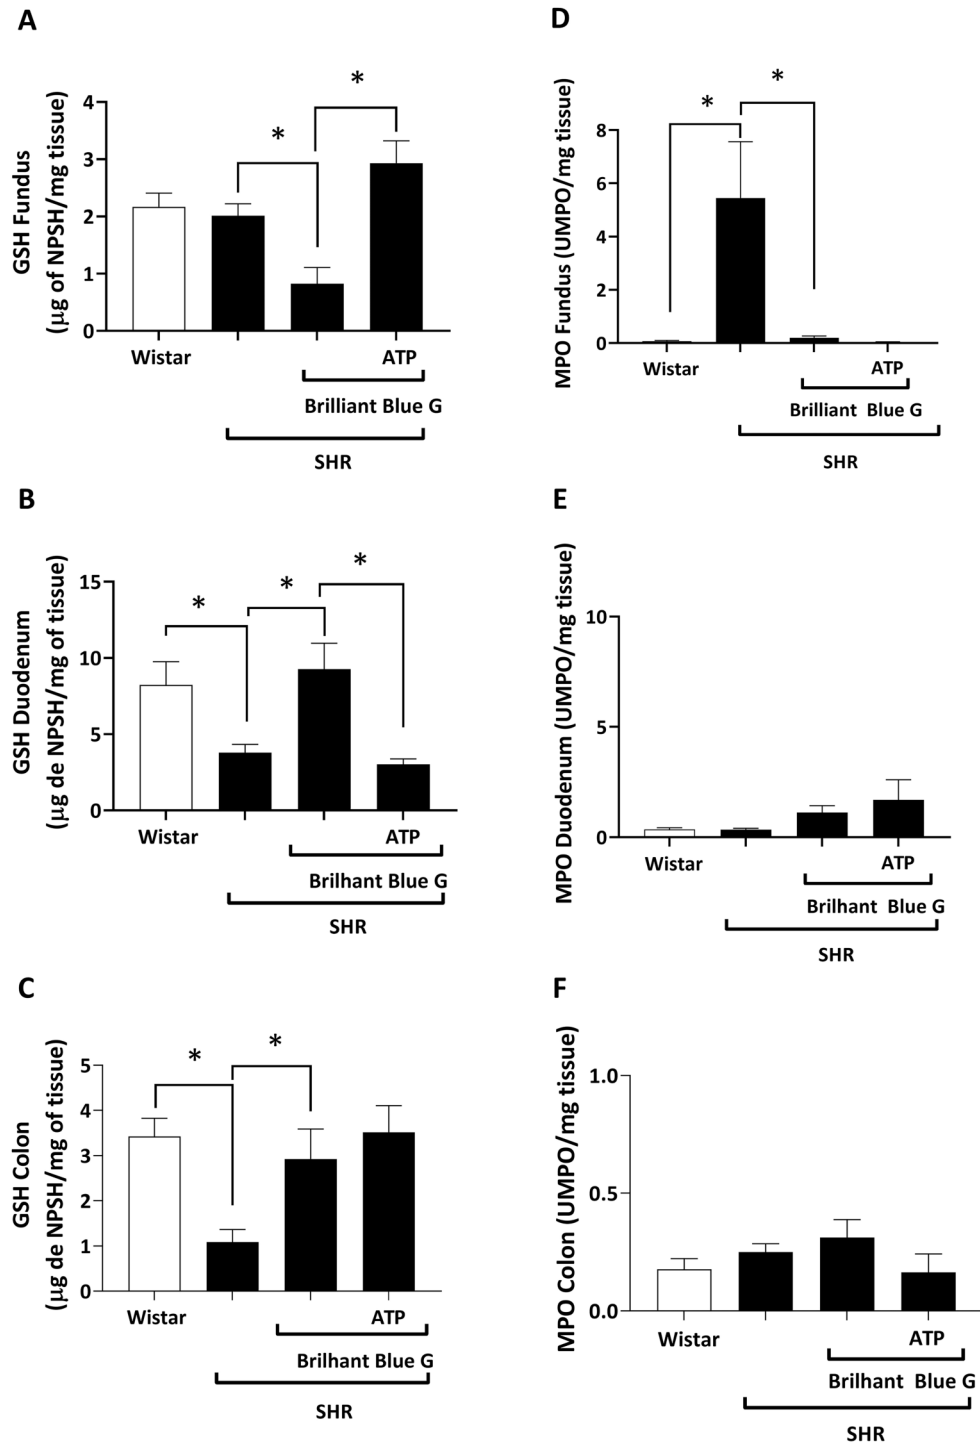 A
GSH Fundus
(µg of NPSH/mg tissue)
4
3
2
1
0
*
*
Wistar
ATP
Brilliant Blue G
SHR
B
GSH Duodenum
(µg de NPSH/mg of tissue)
15
10
5
0
*
*
*
Wistar
ATP
Brilhant Blue G
SHR
C
GSH Colon
(µg de NPSH/mg of tissue)
5
4
3
2
1
0
*
*
Wistar
ATP
Brilhant Blue G
SHR
D
MPO Fundus (UMPO/mg tissue)
8
6
4
2
0
*
*
Wistar
ATP
Brilliant Blue G
SHR
E
MPO Duodenum (UMPO/mg tissue)
10
5
0
Wistar
ATP
Brilhant Blue G
SHR
F
MPO Colon (UMPO/mg tissue)
1.0
0.5
0.0
Wistar
ATP
Brilhant Blue G
SHR